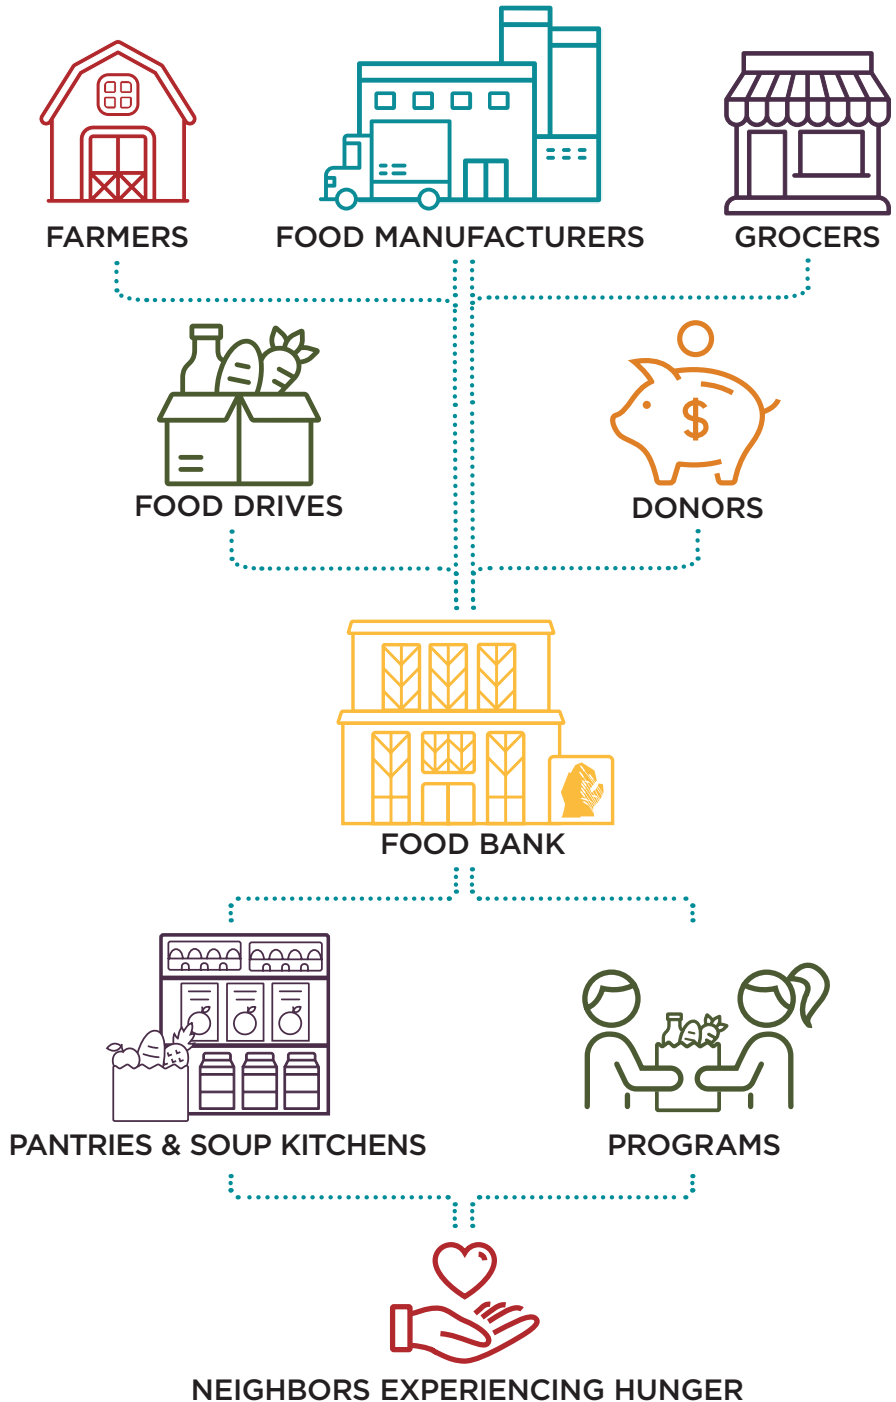 FARMERS
FOOD MANUFACTURERS
GROCERS
FOOD DRIVES
$
DONORS
FOOD BANK
PANTRIES & SOUP KITCHENS
PROGRAMS
NEIGHBORS EXPERIENCING HUNGER